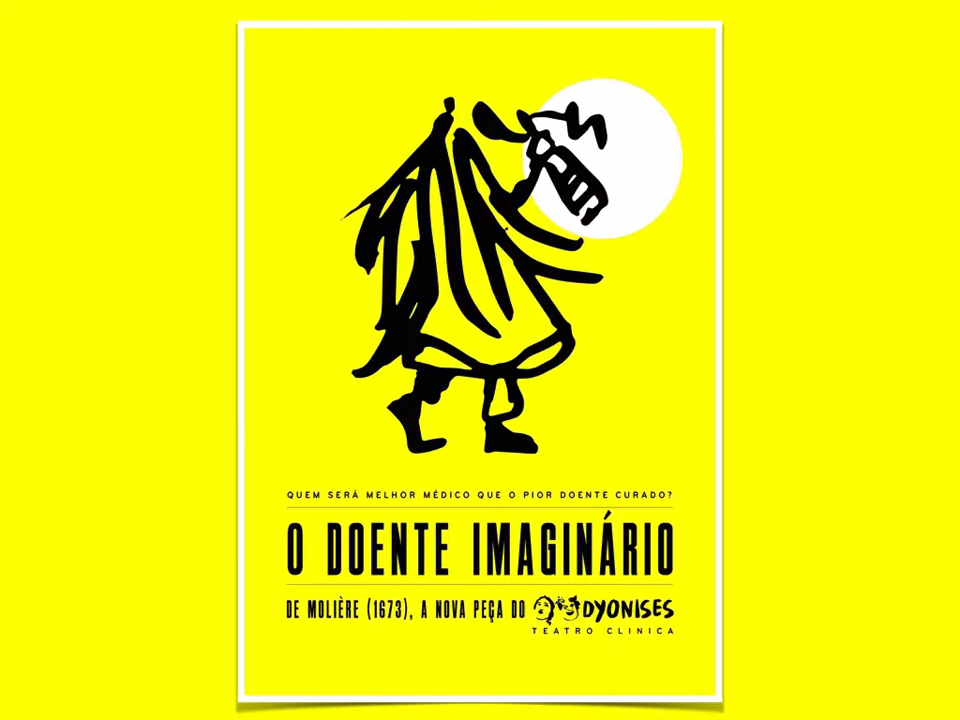 QUEM SERÁ MELHOR MÉDICO QUE O PIOR DOENTE CURADO?
O DOENTE IMAGINÁRIO
DE MOLIÈRE (1673), A NOVA PEÇA DO DYONISES
TEATRO CLINICA